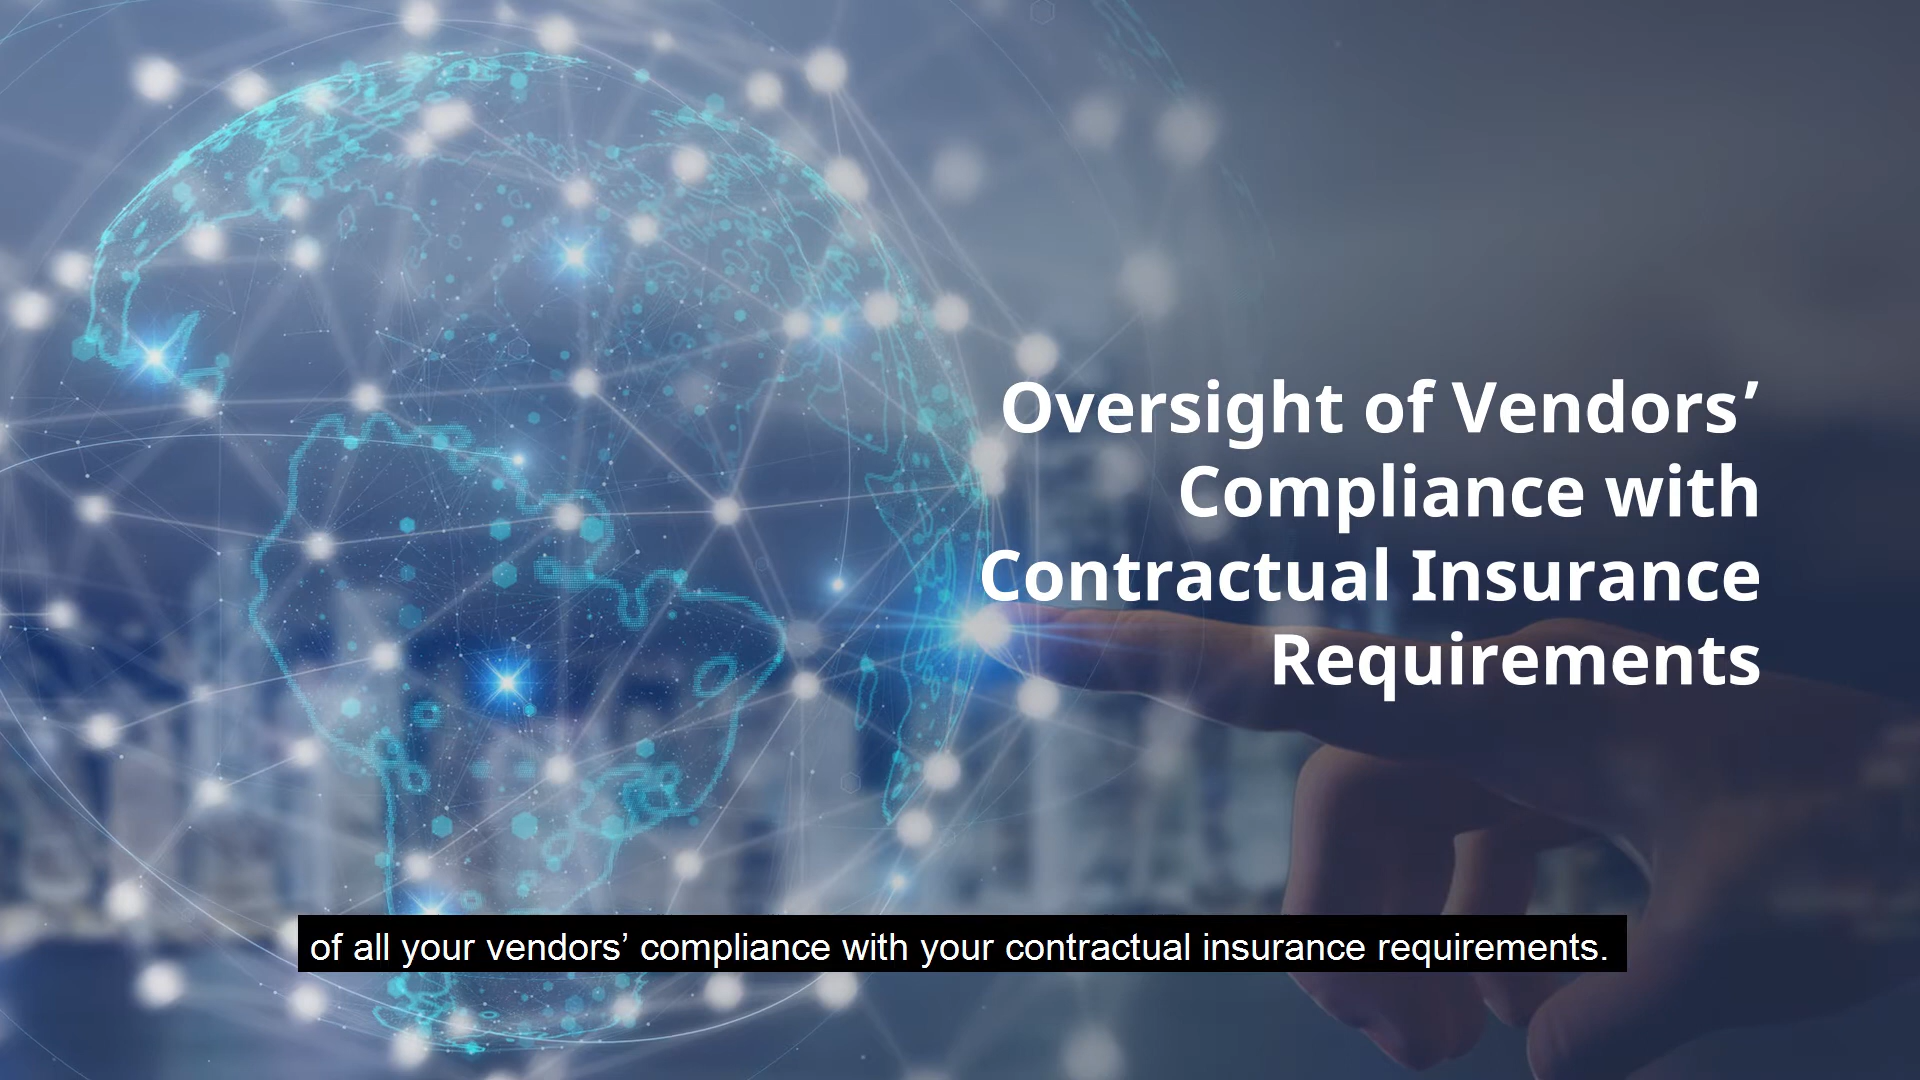 Oversight of Vendors’
Compliance with
Contractual Insurance
Requirements
of all your vendors’ compliance with your contractual insurance requirements.